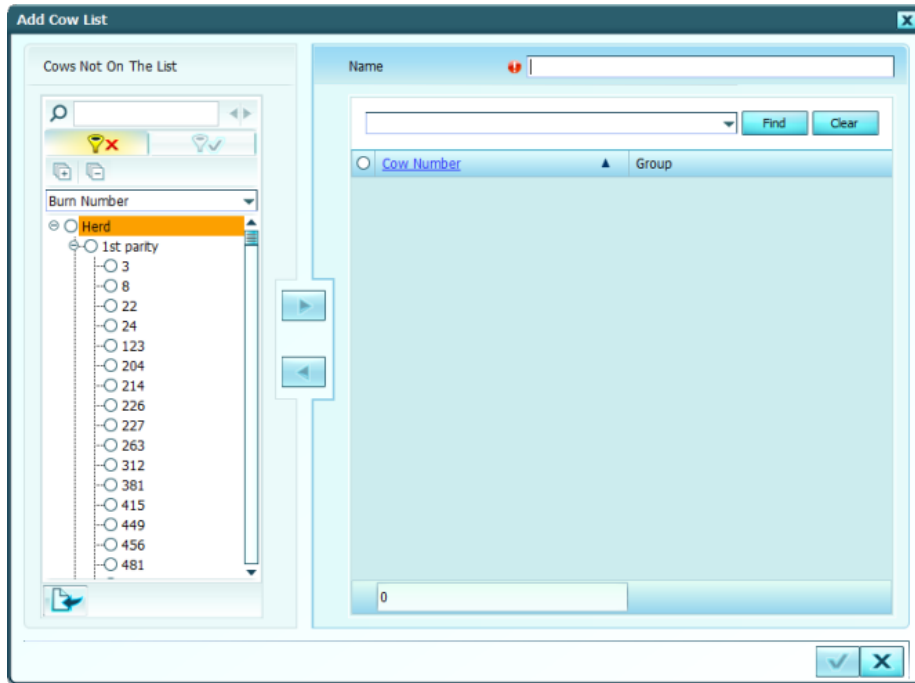 Add Cow List
Cows Not On The List
Name
Find
Clear
Cow Number
Group
Burn Number
Herd
1st parity
3
8
22
24
123
204
214
226
227
263
312
381
415
449
456
481
0